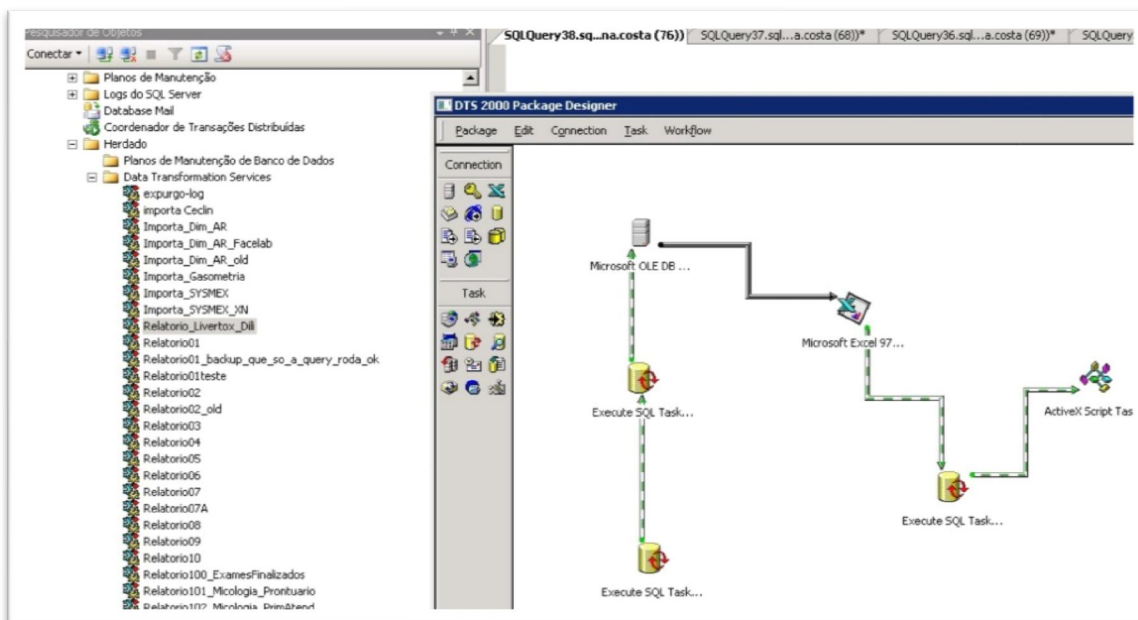 Pesquisador de Objetos
Conectar
Planos de Manutenção
Logs do SQL Server
Database Mail
Coordenador de Transações Distribuídas
Herdado
Planos de Manutenção de Banco de Dados
Data Transformation Services
expurgo-log
importa Ceclin
Importa_Dim_AR
Importa_Dim_AR_Facelab
Importa_Dim_AR_old
Importa_Gasometria
Importa_SYSMEX
Importa_SYSMEX_XN
Relatorio_Livertox_Dili
Relatorio01
Relatorio01_backup_que_so_a_query_roda_ok
Relatorio01teste
Relatorio02
Relatorio02_old
Relatorio03
Relatorio04
Relatorio05
Relatorio06
Relatorio07
Relatorio07A
Relatorio08
Relatorio09
Relatorio10
Relatorio100_ExamesFinalizados
Relatorio101_Micologia_Prontuario
Relatorio102_Micologia_PrimAtend
SQLQuery38.sq...na.costa (76)) SQLQuery37.sql...a.costa (68))* SQLQuery36.sql...a.costa (69))* SQLQuery
DTS 2000 Package Designer
Package Edit Connection Task Workflow
Connection
Task
Microsoft OLE DB ...
Microsoft Excel 97...
Execute SQL Task...
ActiveX Script Tas
Execute SQL Task...
Execute SQL Task...